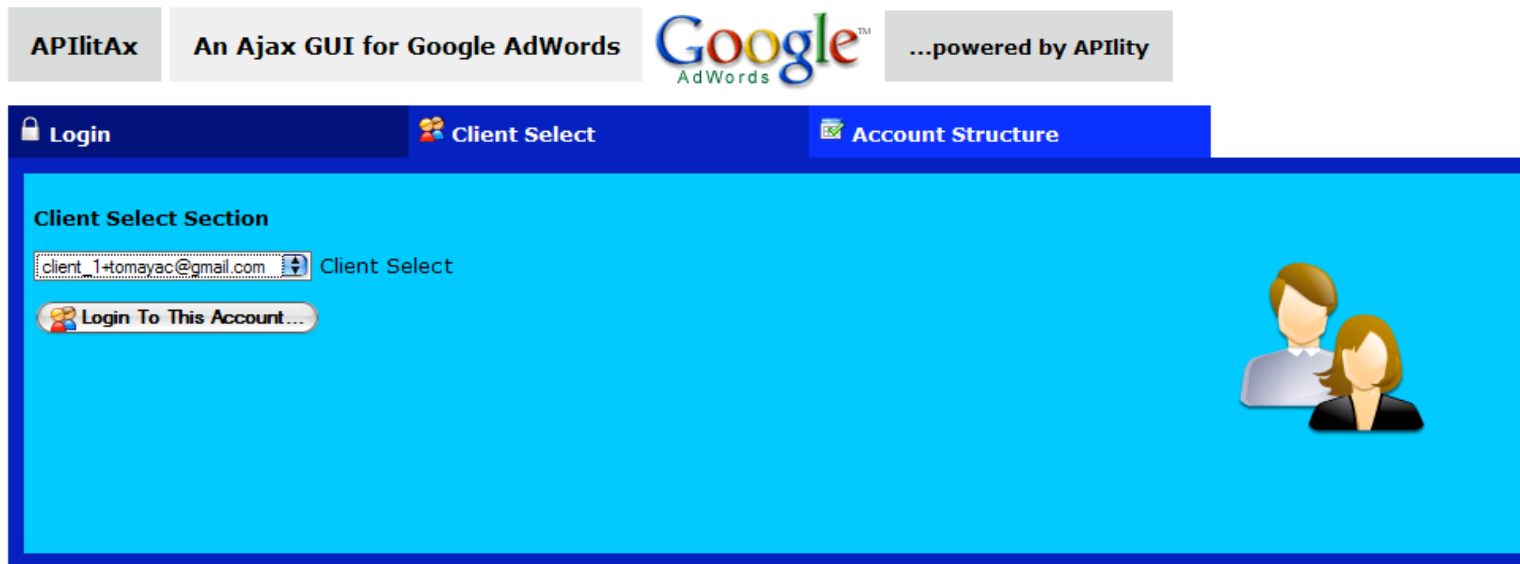 APIlitAx
An Ajax GUI for Google AdWords
Google™
AdWords
...powered by APIlity
Login
Client Select
Account Structure
Client Select Section
client_1+tomayac@gmail.com
Client Select
Login To This Account...